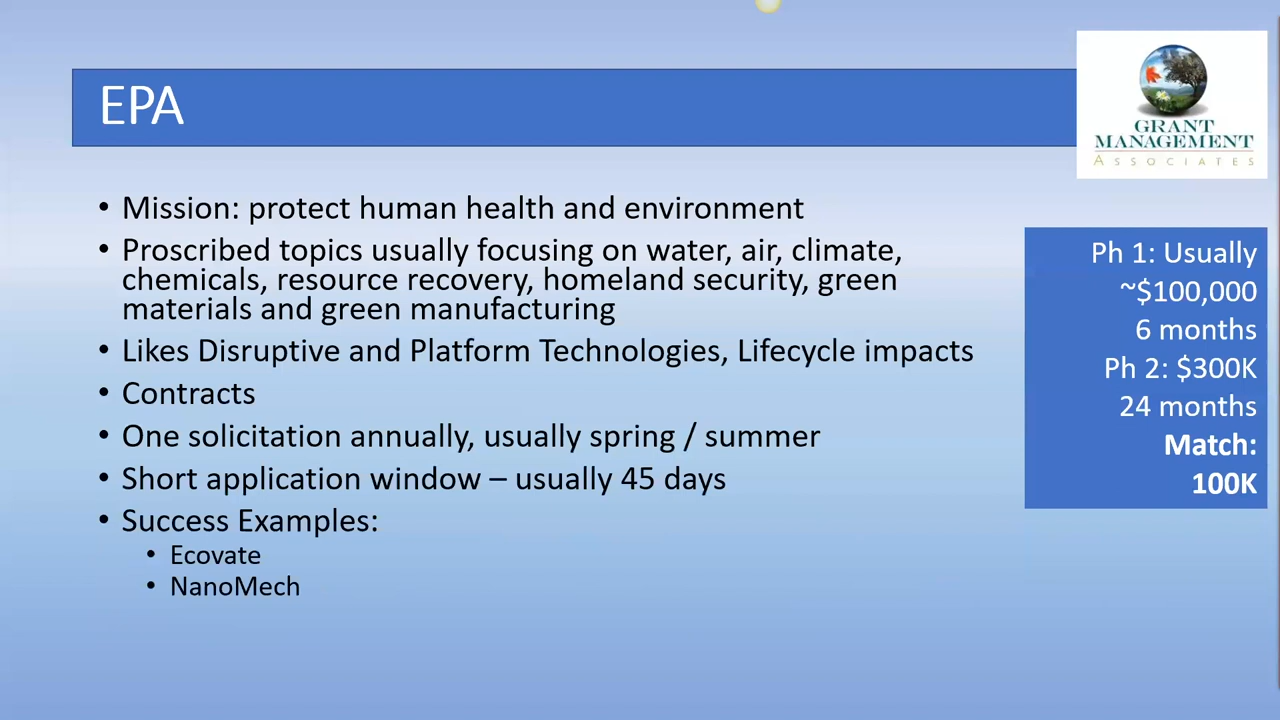 EPA
GRANT
MANAGEMENT
ASSOCIATES
• Mission: protect human health and environment
• Proscribed topics usually focusing on water, air, climate,
chemicals, resource recovery, homeland security, green
materials and green manufacturing
• Likes Disruptive and Platform Technologies, Lifecycle impacts
• Contracts
• One solicitation annually, usually spring / summer
• Short application window – usually 45 days
• Success Examples:
• Ecovate
• NanoMech
Ph 1: Usually
~$100,000
6 months
Ph 2: $300K
24 months
Match:
100K